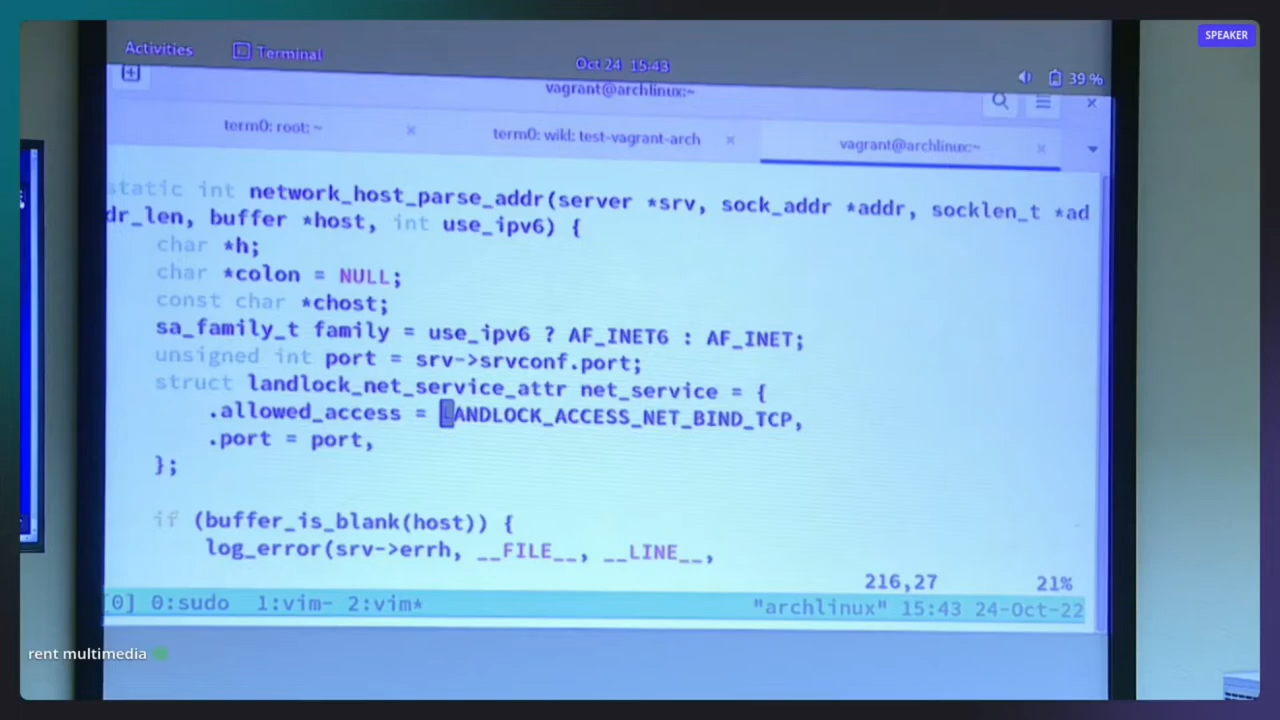 SPEAKER
Activities
Terminal
Oct 24 15:43
39 %
vagrant@archlinux:~
term0: root: ~
term0: wikl: test-vagrant-arch
vagrant@archlinux:~
static int network_host_parse_addr(server *srv, sock_addr *addr, socklen_t *ad
dr_len, buffer *host, int use_ipv6) {
char *h;
char *colon = NULL;
const char *chost;
sa_family_t family = use_ipv6 ? AF_INET6 : AF_INET;
unsigned int port = srv->srvconf.port;
struct landlock_net_service_attr net_service = {
.allowed_access = LANDLOCK_ACCESS_NET_BIND_TCP,
.port = port,
};
if (buffer_is_blank(host)) {
log_error(srv->errh, __FILE__, __LINE__,
216,27 21%
[0] 0:sudo 1:vim- 2:vim* "archlinux" 15:43 24-Oct-22
rent multimedia